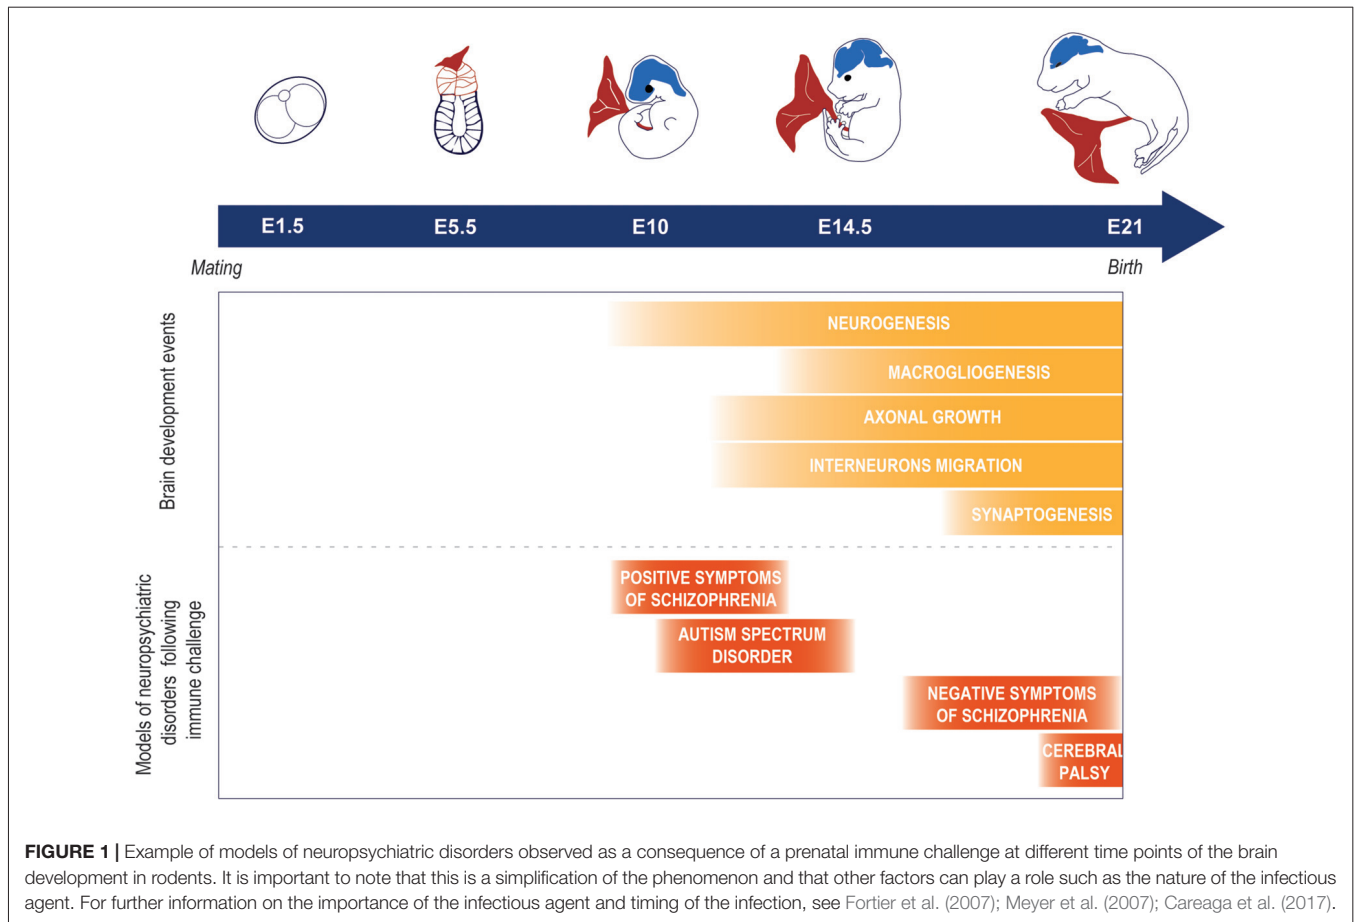 E1.5 E5.5 E10 E14.5 E21
Mating Birth
Brain development events
NEUROGENESIS
MACROGLIOGENESIS
AXONAL GROWTH
INTERNEURONS MIGRATION
SYNAPTOGENESIS
Models of neuropsychiatric
disorders following
immune challenge
POSITIVE SYMPTOMS
OF SCHIZOPHRENIA
AUTISM SPECTRUM
DISORDER
NEGATIVE SYMPTOMS
OF SCHIZOPHRENIA
CEREBRAL
PALSY
FIGURE 1 | Example of models of neuropsychiatric disorders observed as a consequence of a prenatal immune challenge at different time points of the brain
development in rodents. It is important to note that this is a simplification of the phenomenon and that other factors can play a role such as the nature of the infectious
agent. For further information on the importance of the infectious agent and timing of the infection, see Fortier et al. (2007); Meyer et al. (2007); Careaga et al. (2017).